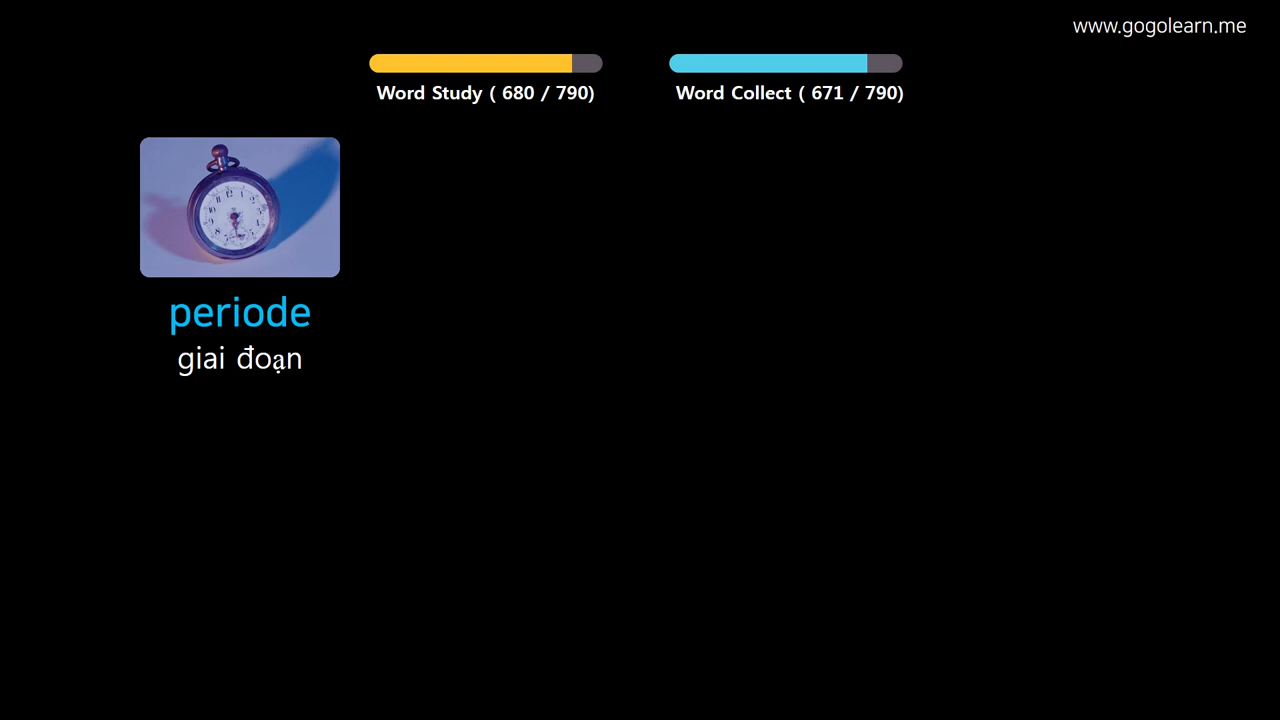 www.gogolearn.me
Word Study ( 680 / 790)
Word Collect ( 671 / 790)
periode
giai đoạn